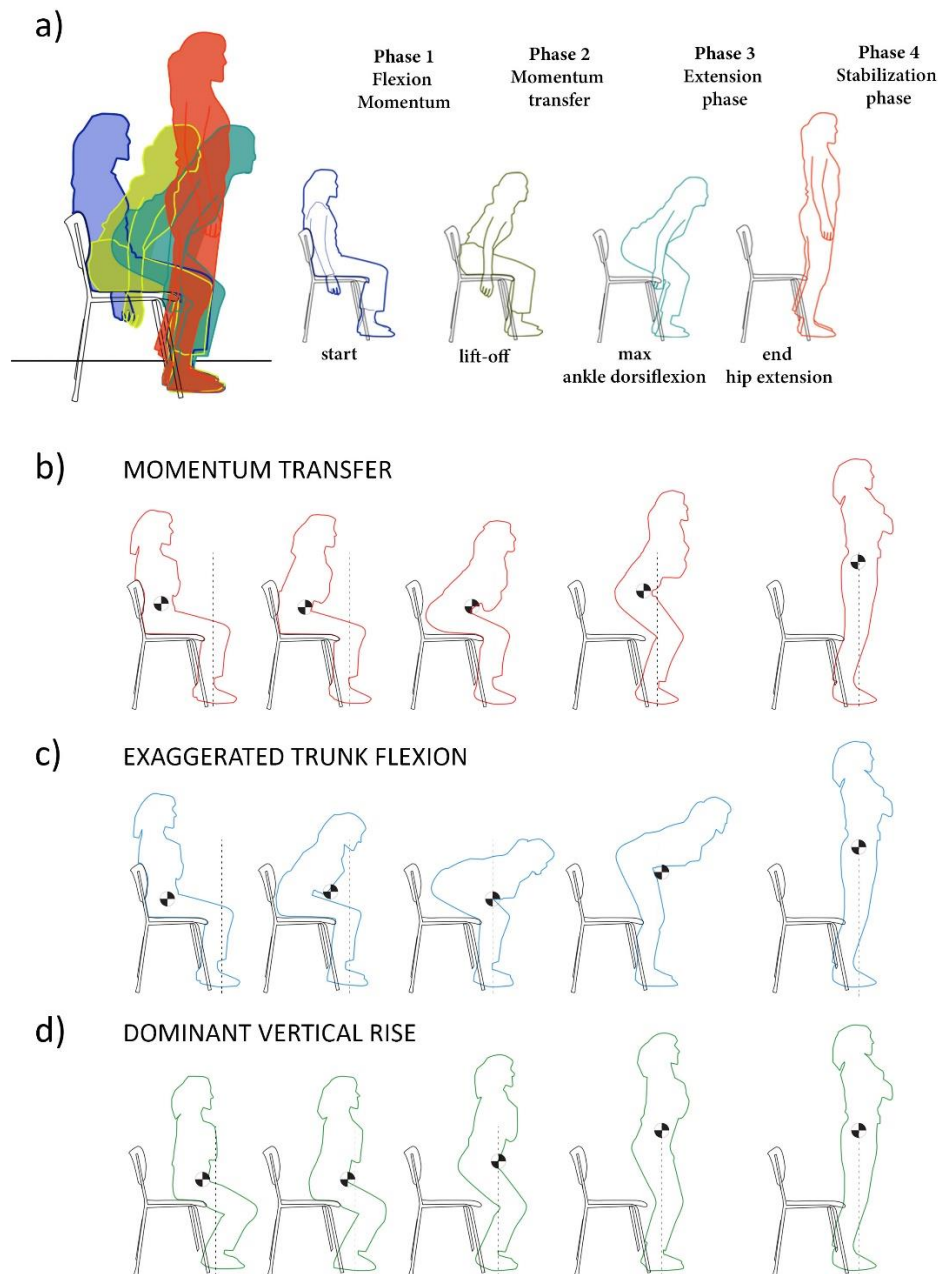 a)
Phase 1
Flexion
Momentum
Phase 2
Momentum
transfer
Phase 3
Extension
phase
Phase 4
Stabilization
phase
start
lift-off
max
ankle dorsiflexion
end
hip extension
b) MOMENTUM TRANSFER
c) EXAGGERATED TRUNK FLEXION
d) DOMINANT VERTICAL RISE